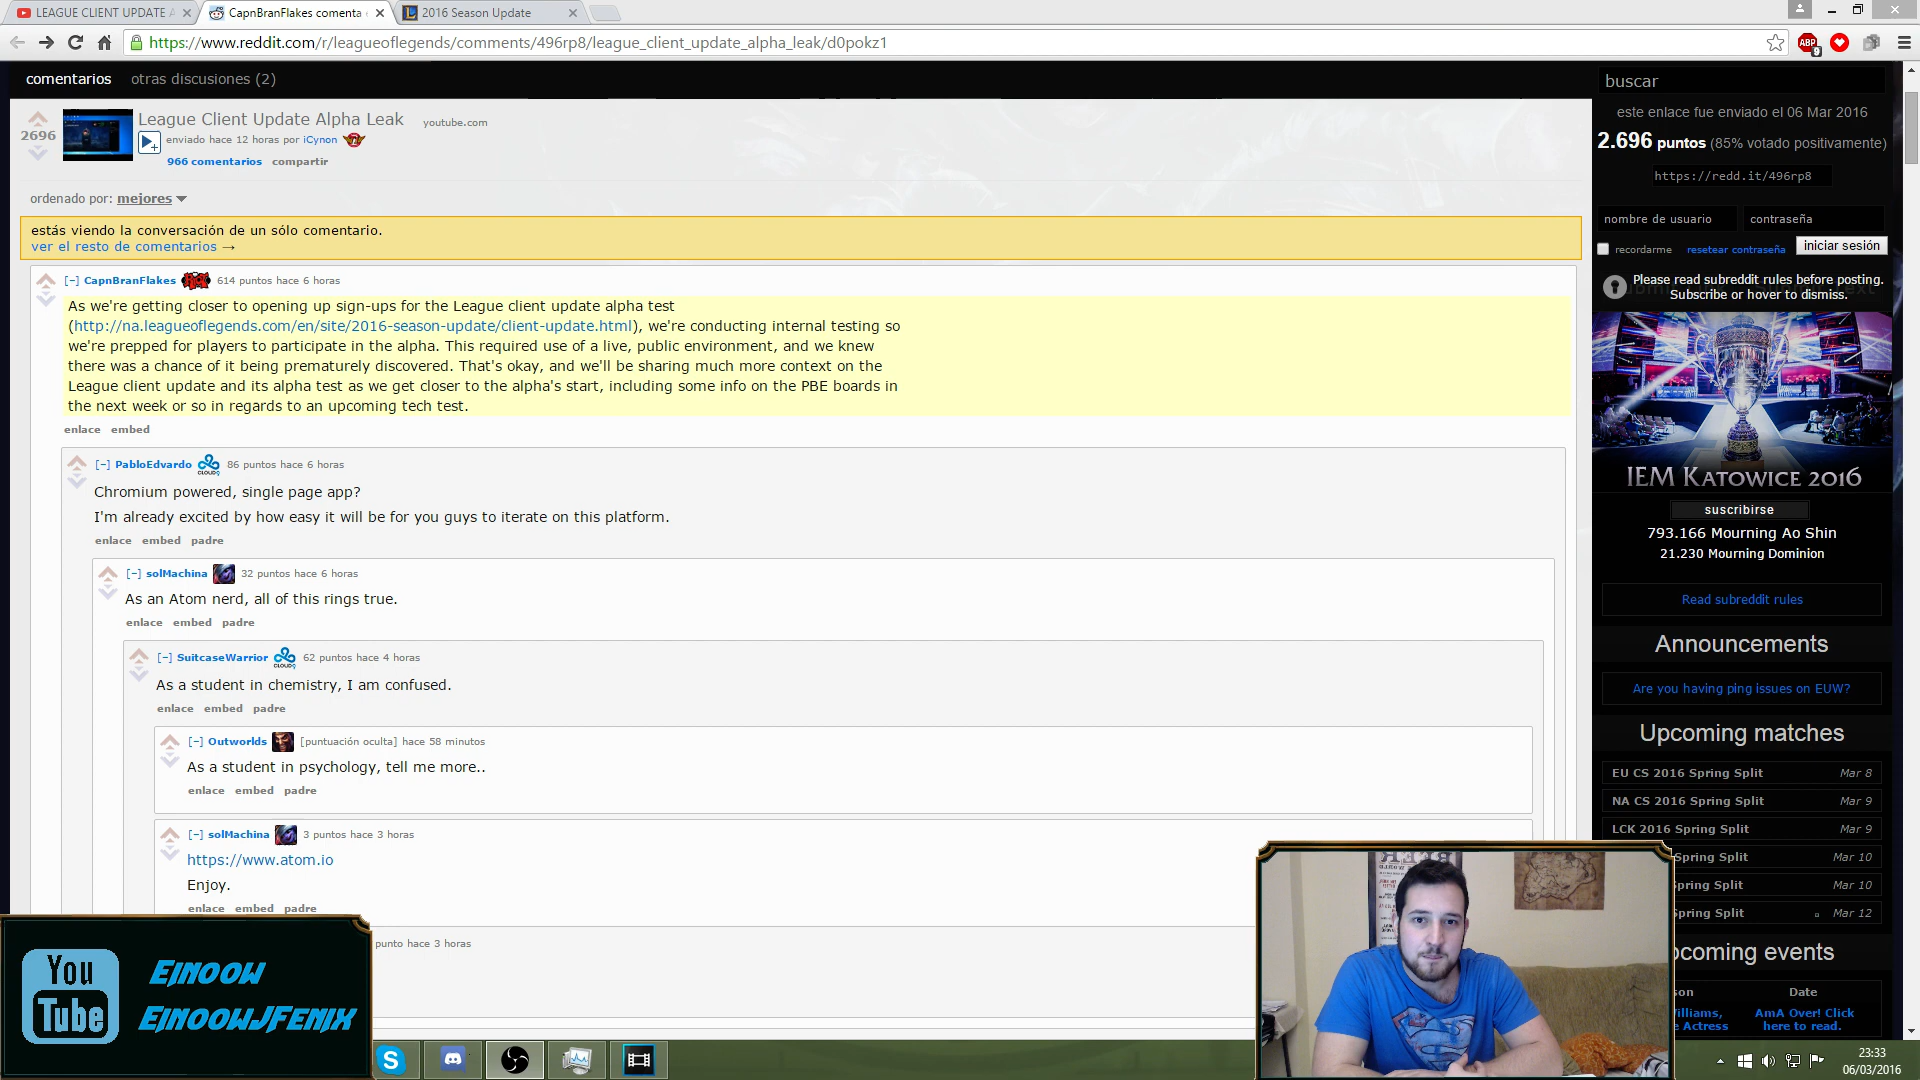 LEAGUE CLIENT UPDATE A
CapnBranFlakes comenta
2016 Season Update
https://www.reddit.com/r/leagueoflegends/comments/496rp8/league_client_update_alpha_leak/d0pokz1
ABP
comentarios
otras discusiones (2)
2696
League Client Update Alpha Leak youtube.com
enviado hace 12 horas por iCynon
966 comentarios compartir
ordenado por: mejores
estás viendo la conversación de un sólo comentario.
ver el resto de comentarios →
[–] CapnBranFlakes 614 puntos hace 6 horas
As we're getting closer to opening up sign-ups for the League client update alpha test
(http://na.leagueoflegends.com/en/site/2016-season-update/client-update.html), we're conducting internal testing so
we're prepped for players to participate in the alpha. This required use of a live, public environment, and we knew
there was a chance of it being prematurely discovered. That's okay, and we'll be sharing much more context on the
League client update and its alpha test as we get closer to the alpha's start, including some info on the PBE boards in
the next week or so in regards to an upcoming tech test.
enlace embed
[–] PabloEdvardo CLOUD9 86 puntos hace 6 horas
Chromium powered, single page app?
I'm already excited by how easy it will be for you guys to iterate on this platform.
enlace embed padre
[–] solMachina 32 puntos hace 6 horas
As an Atom nerd, all of this rings true.
enlace embed padre
[–] SuitcaseWarrior CLOUD9 62 puntos hace 4 horas
As a student in chemistry, I am confused.
enlace embed padre
[–] Outworlds [puntuación oculta] hace 58 minutos
As a student in psychology, tell me more..
enlace embed padre
[–] solMachina 3 puntos hace 3 horas
https://www.atom.io
Enjoy.
enlace embed padre
punto hace 3 horas
buscar
este enlace fue enviado el 06 Mar 2016
2.696 puntos (85% votado positivamente)
https://redd.it/496rp8
nombre de usuario
contraseña
recordarme
resetear contraseña
iniciar sesión
Please read subreddit rules before posting.
Subscribe or hover to dismiss.
IEM KATOWICE 2016
suscribirse
793.166 Mourning Ao Shin
21.230 Mourning Dominion
Read subreddit rules
Announcements
Are you having ping issues on EUW?
Upcoming matches
EU CS 2016 Spring Split Mar 8
NA CS 2016 Spring Split Mar 9
LCK 2016 Spring Split Mar 9
Spring Split Mar 10
Spring Split Mar 10
Spring Split Mar 12
pcoming events
son Date
illiams, AmA Over! Click
e Actress here to read.
You
Tube
Ejnoow
EjnoowJFenix
23:33
06/03/2016